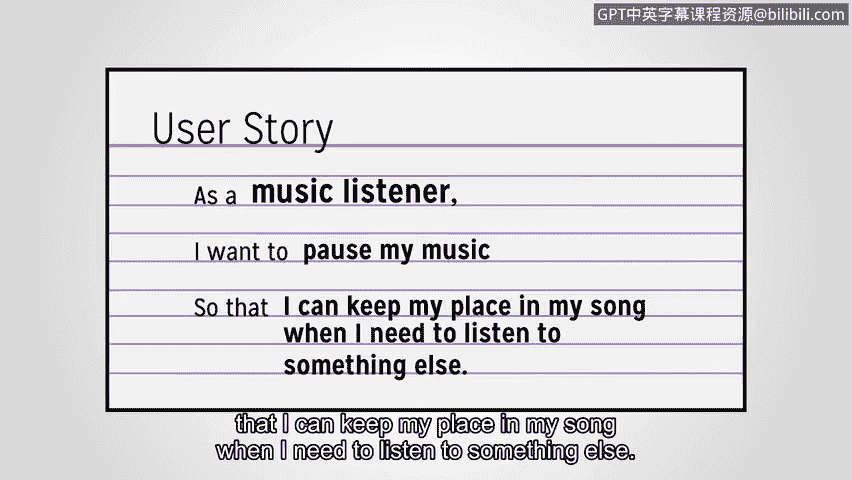 GPT中英字幕课程资源@bilibili.com
User Story
As a music listener,
I want to pause my music
So that I can keep my place in my song
when I need to listen to
something else.
that I can keep my place in my song
when I need to listen to something else.